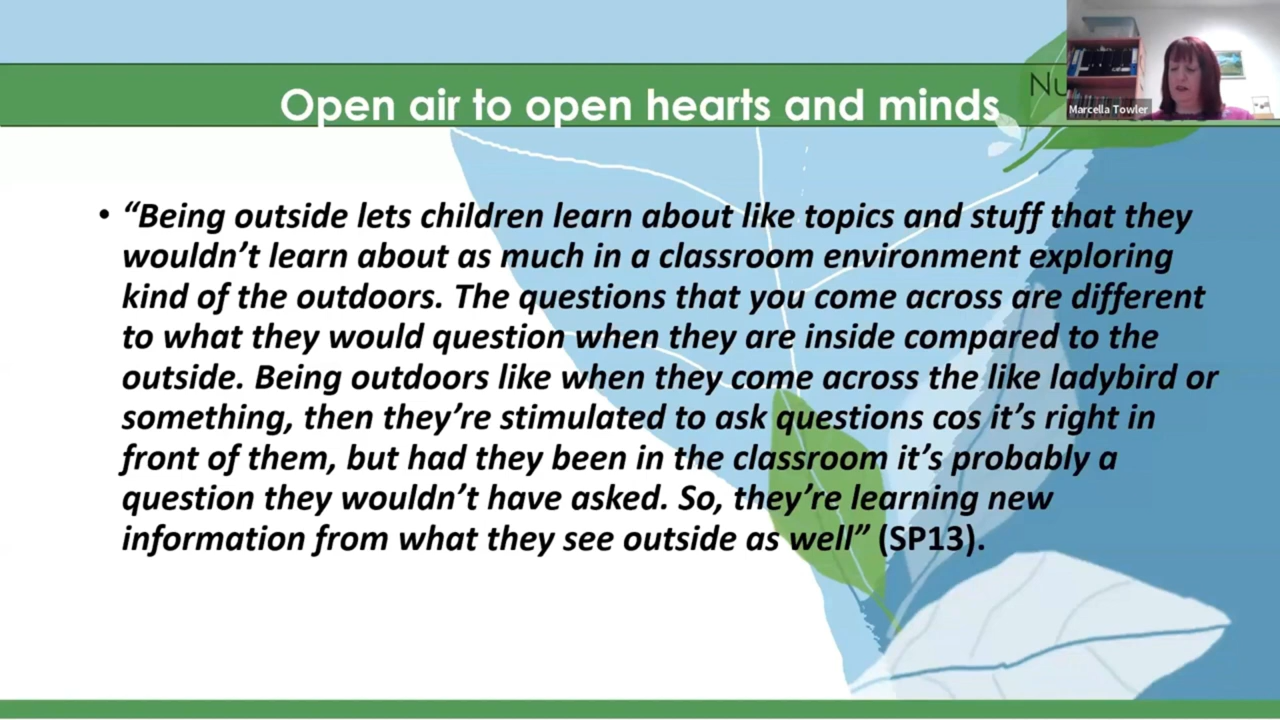 Nu
Marcella Towler
Open air to open hearts and minds
• “Being outside lets children learn about like topics and stuff that they
wouldn’t learn about as much in a classroom environment exploring
kind of the outdoors. The questions that you come across are different
to what they would question when they are inside compared to the
outside. Being outdoors like when they come across the like ladybird or
something, then they’re stimulated to ask questions cos it’s right in
front of them, but had they been in the classroom it’s probably a
question they wouldn’t have asked. So, they’re learning new
information from what they see outside as well” (SP13).